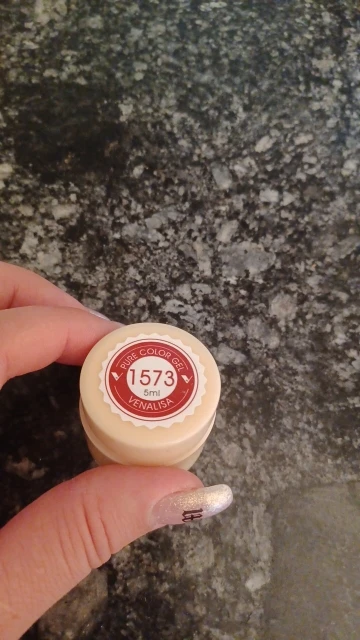 PURE COLOR GEL
1573
5ml
VENALISA